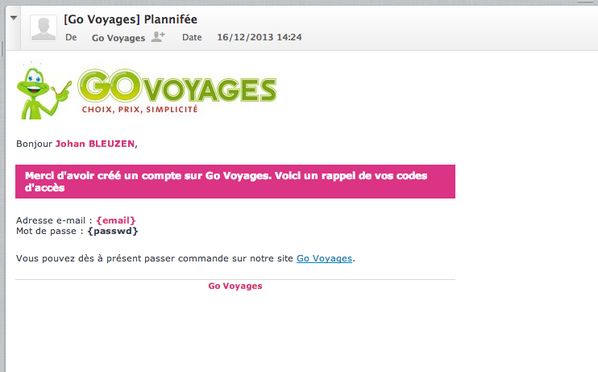 [Go Voyages] Plannifée
De Go Voyages Date 16/12/2013 14:24
GO VOYAGES
CHOIX, PRIX, SIMPLICITÉ
Bonjour Johan BLEUZEN,
Merci d'avoir créé un compte sur Go Voyages. Voici un rappel de vos codes
d'accès
Adresse e-mail : {email}
Mot de passe : {passwd}
Vous pouvez dès à présent passer commande sur notre site Go Voyages.
Go Voyages